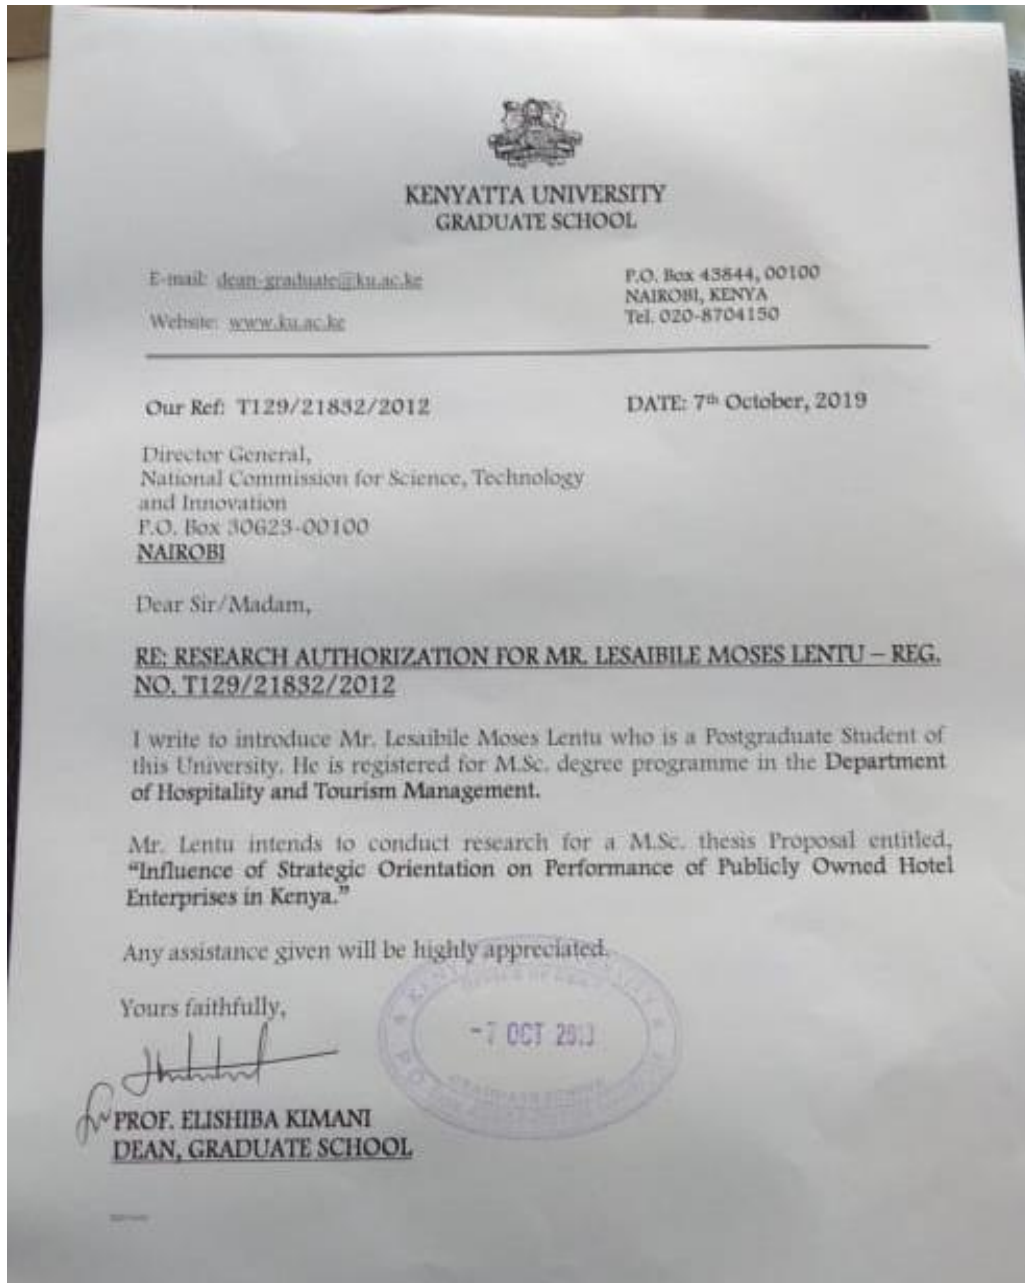 KENYATTA UNIVERSITY
GRADUATE SCHOOL
E-mail: dean-graduate@ku.ac.ke
Website: www.ku.ac.ke
P.O. Box 43844, 00100
NAIROBI, KENYA
Tel. 020-8704150
Our Ref: T129/21832/2012
DATE: 7th October, 2019
Director General,
National Commission for Science, Technology
and Innovation
P.O. Box 30623-00100
NAIROBI
Dear Sir/Madam,
RE: RESEARCH AUTHORIZATION FOR MR. LESAIBILE MOSES LENTU – REG.
NO. T129/21832/2012
I write to introduce Mr. Lesaibile Moses Lentu who is a Postgraduate Student of
this University. He is registered for M.Sc. degree programme in the Department
of Hospitality and Tourism Management.
Mr. Lentu intends to conduct research for a M.Sc. thesis Proposal entitled,
“Influence of Strategic Orientation on Performance of Publicly Owned Hotel
Enterprises in Kenya.”
Any assistance given will be highly appreciated.
Yours faithfully,
-7 OCT
PROF. ELISHIBA KIMANI
DEAN, GRADUATE SCHOOL